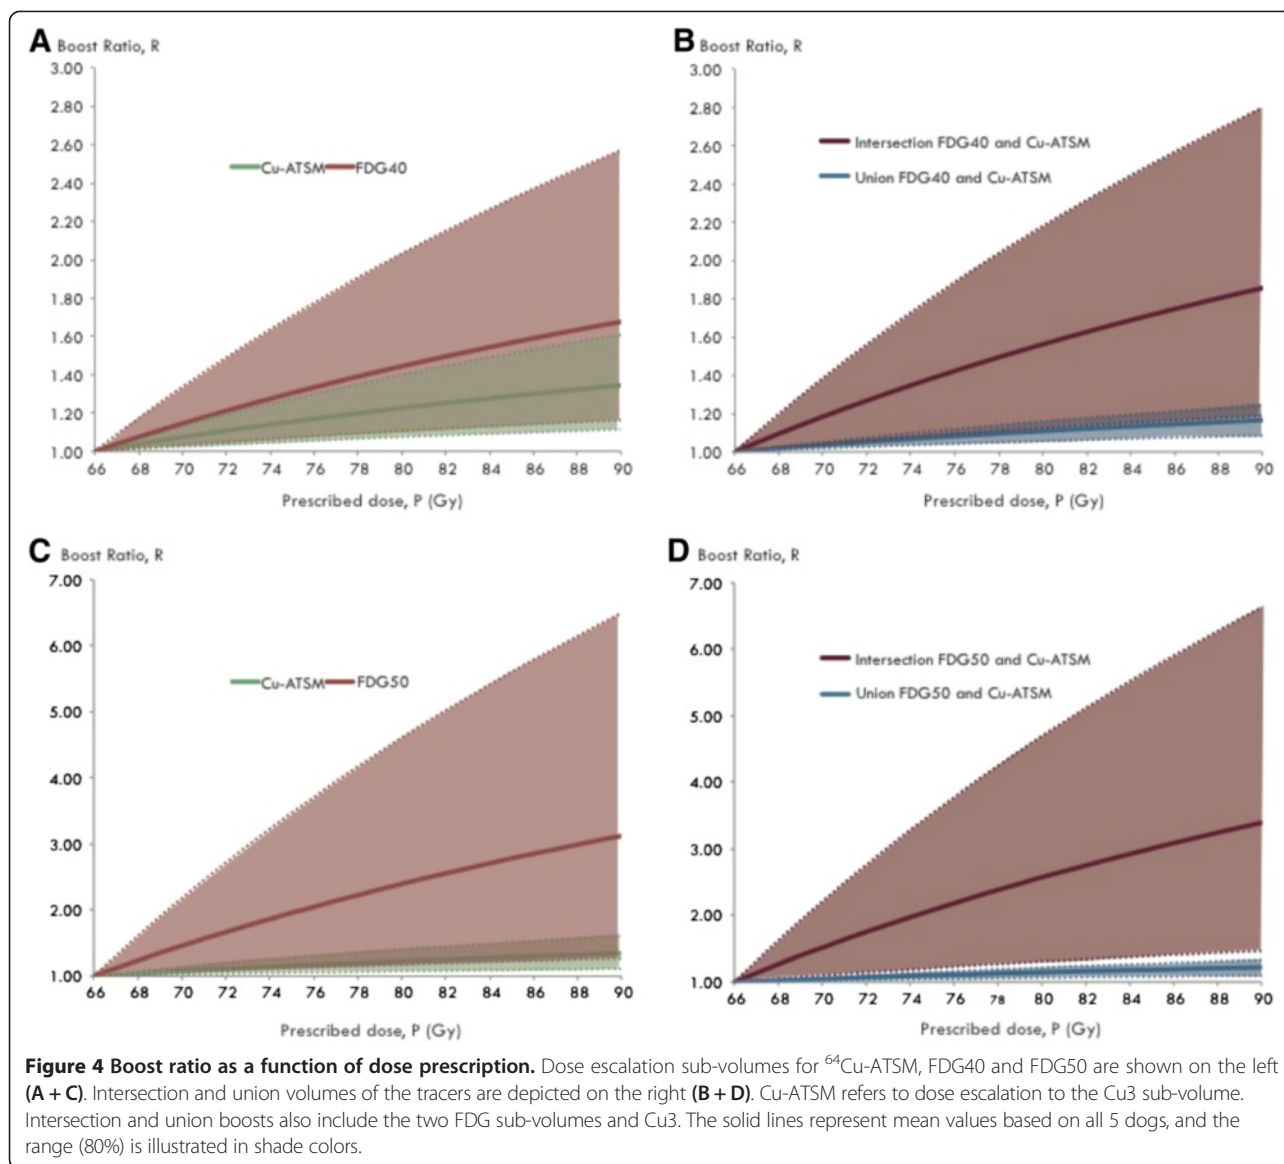 A Boost Ratio, R
3.00
2.80
2.60
2.40
2.20
2.00
1.80
1.60
1.40
1.20
1.00
Cu-ATSM FDG40
66 68 70 72 74 76 78 80 82 84 86 88 90
Prescribed dose, P (Gy)
B Boost Ratio, R
3.00
2.80
2.60
2.40
2.20
2.00
1.80
1.60
1.40
1.20
1.00
Intersection FDG40 and Cu-ATSM
Union FDG40 and Cu-ATSM
66 68 70 72 74 76 78 80 82 84 86 88 90
Prescribed dose, P (Gy)
C Boost Ratio, R
7.00
6.00
5.00
4.00
3.00
2.00
1.00
Cu-ATSM FDG50
66 68 70 72 74 76 78 80 82 84 86 88 90
Prescribed dose, P (Gy)
D Boost Ratio, R
7.00
6.00
5.00
4.00
3.00
2.00
1.00
Intersection FDG50 and Cu-ATSM
Union FDG50 and Cu-ATSM
66 68 70 72 74 76 78 80 82 84 86 88 90
Prescribed dose, P (Gy)
Figure 4 Boost ratio as a function of dose prescription. Dose escalation sub-volumes for ⁶⁴Cu-ATSM, FDG40 and FDG50 are shown on the left
(A + C). Intersection and union volumes of the tracers are depicted on the right (B + D). Cu-ATSM refers to dose escalation to the Cu3 sub-volume.
Intersection and union boosts also include the two FDG sub-volumes and Cu3. The solid lines represent mean values based on all 5 dogs, and the
range (80%) is illustrated in shade colors.